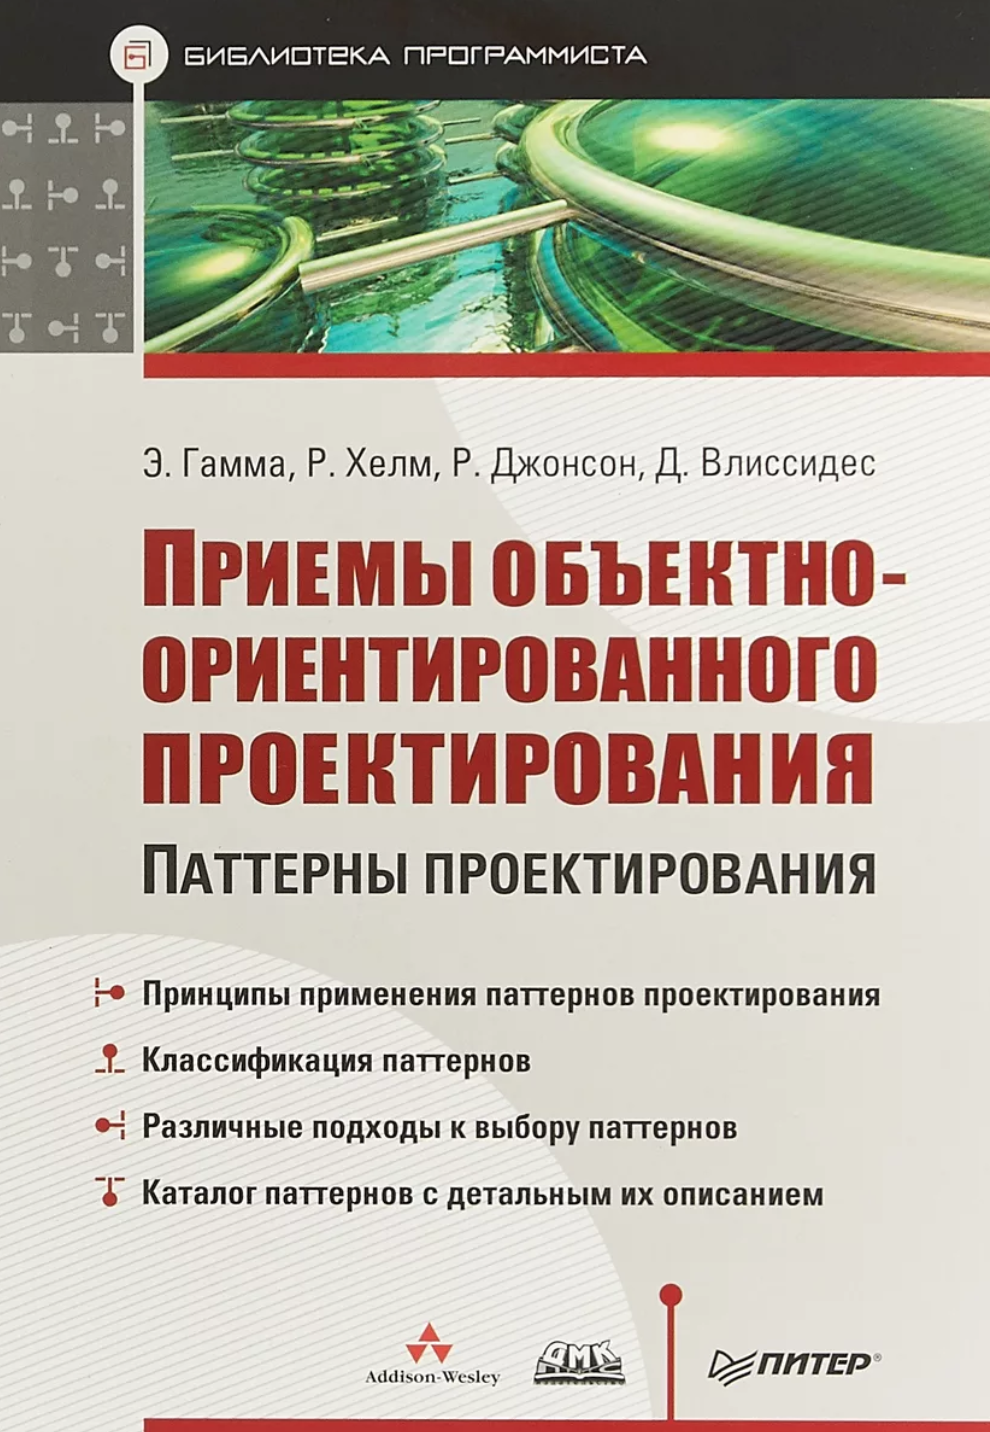 БИБЛИОТЕКА ПРОГРАММИСТА
Э. Гамма, Р. Хелм, Р. Джонсон, Д. Влиссидес
ПРИЕМЫ ОБЪЕКТНО-
ОРИЕНТИРОВАННОГО
ПРОЕКТИРОВАНИЯ
ПАТТЕРНЫ ПРОЕКТИРОВАНИЯ
Принципы применения паттернов проектирования
Классификация паттернов
Различные подходы к выбору паттернов
Каталог паттернов с детальным их описанием
Addison-Wesley
ДМК
ПИТЕР®